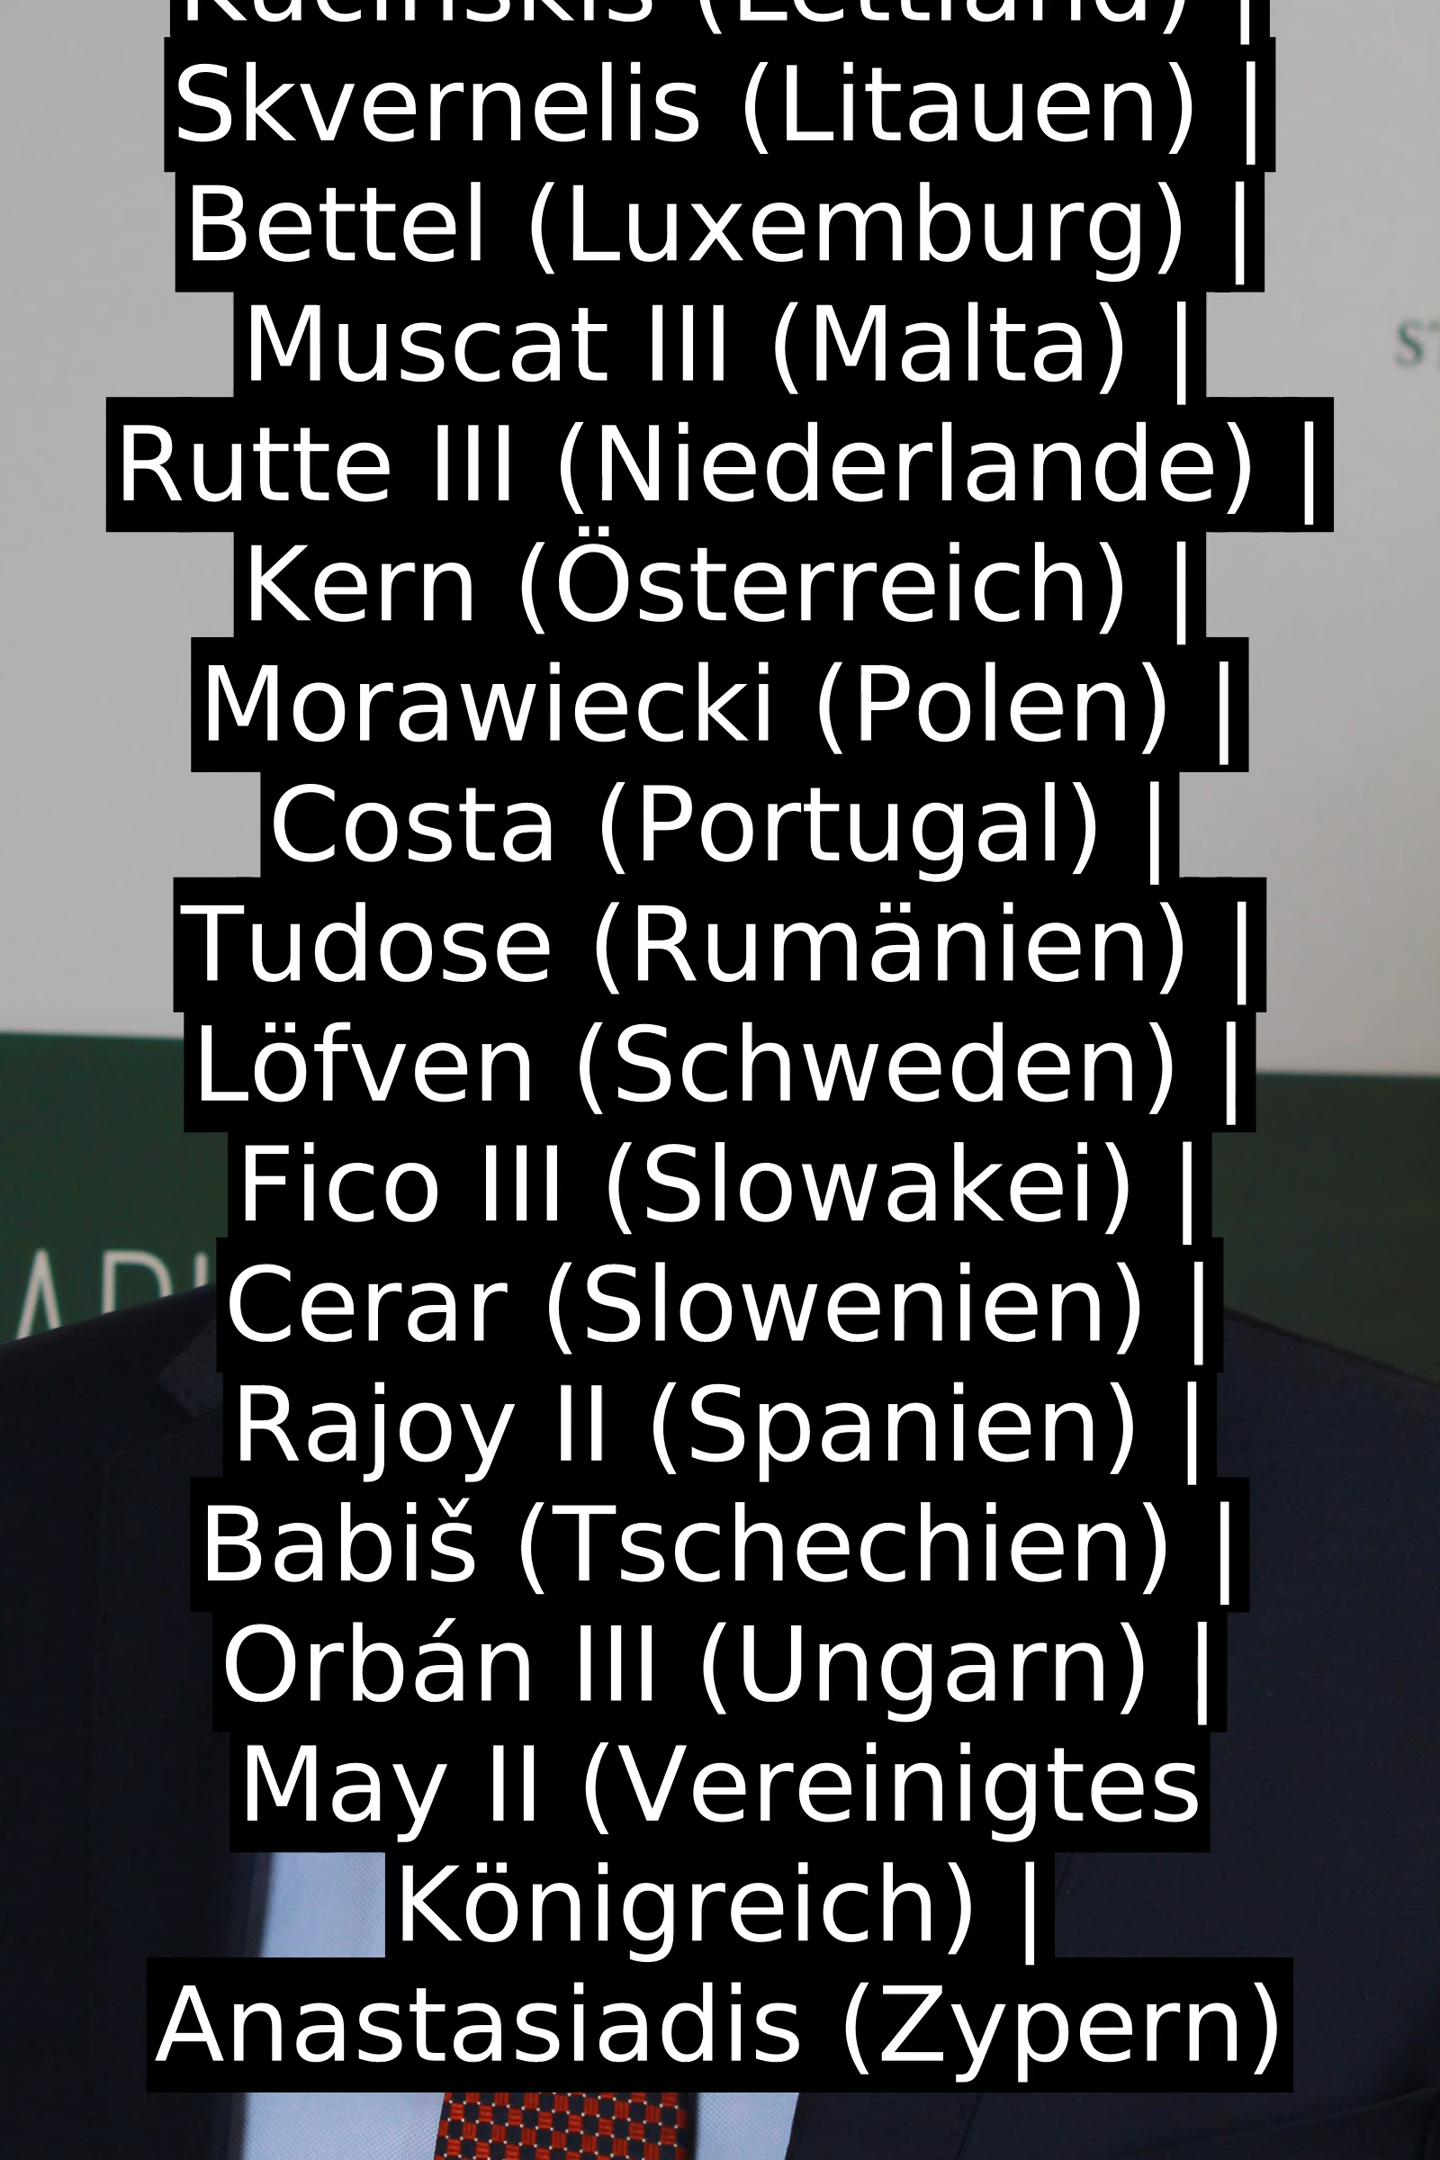 Skvernelis (Litauen) |
Bettel (Luxemburg) |
Muscat III (Malta) |
Rutte III (Niederlande) |
Kern (Österreich) |
Morawiecki (Polen) |
Costa (Portugal) |
Tudose (Rumänien) |
Löfven (Schweden) |
Fico III (Slowakei) |
Cerar (Slowenien) |
Rajoy II (Spanien) |
Babiš (Tschechien) |
Orbán III (Ungarn) |
May II (Vereinigtes
Königreich) |
Anastasiadis (Zypern)